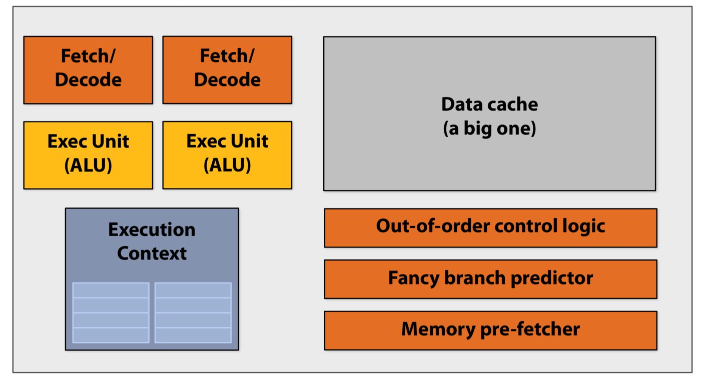 Fetch/
Decode
Fetch/
Decode
Exec Unit
(ALU)
Exec Unit
(ALU)
Execution
Context
Data cache
(a big one)
Out-of-order control logic
Fancy branch predictor
Memory pre-fetcher